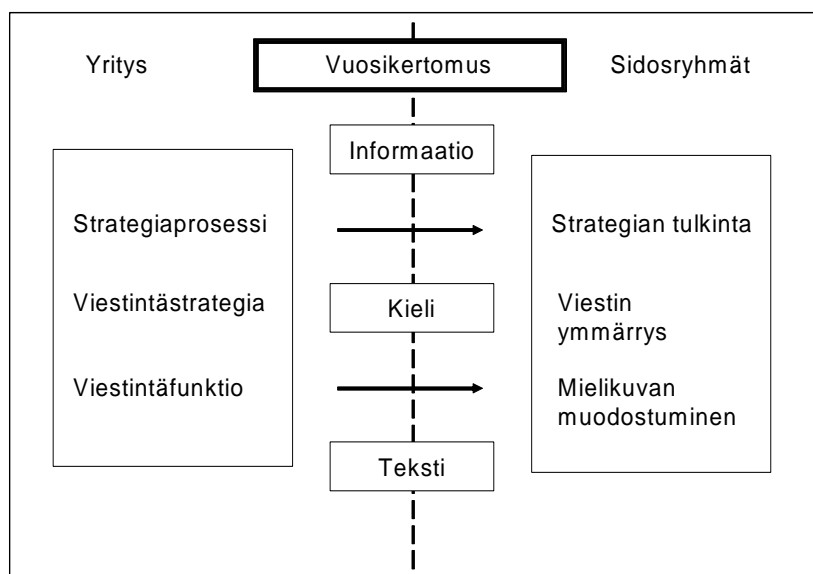 Yritys
Vuosikertomus
Sidosryhmät
Informaatio
Strategiaprosessi
Strategian tulkinta
Viestintästrategia
Kieli
Viestin
ymmärrys
Viestintäfunktio
Mielikuvan
muodostuminen
Teksti